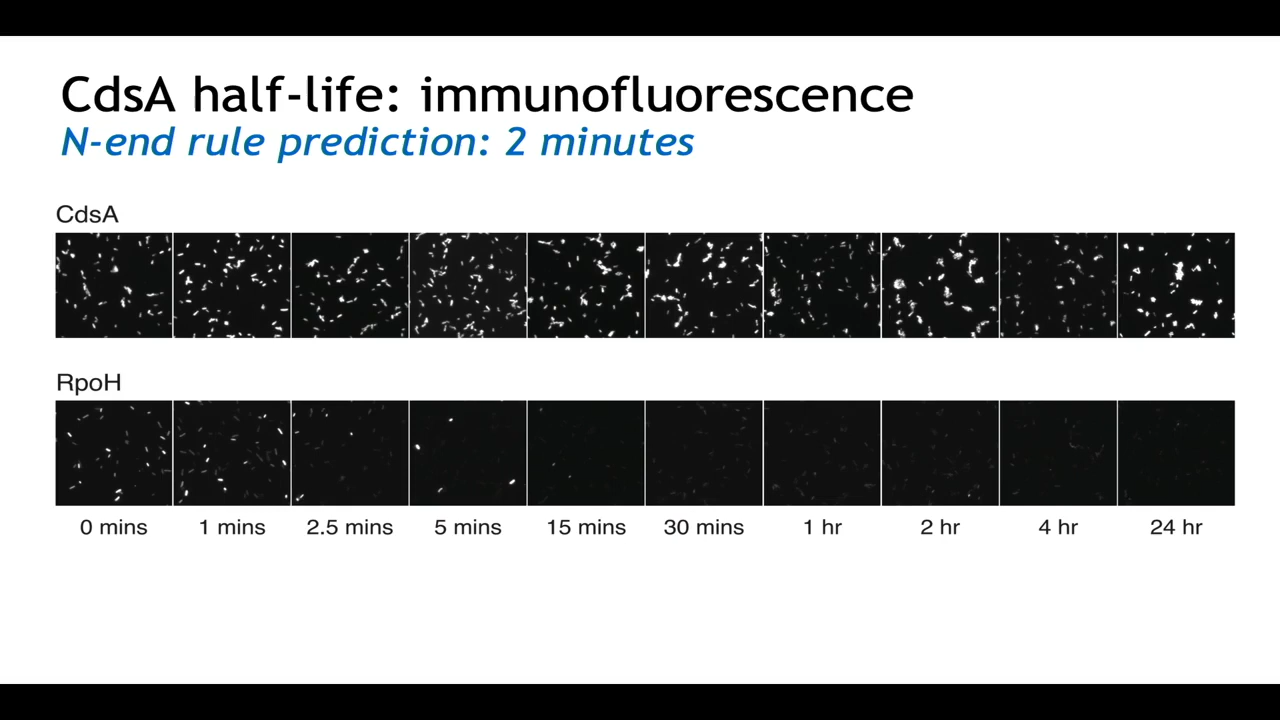 CdsA half-life: immunofluorescence
N-end rule prediction: 2 minutes
CdsA
RpoH
0 mins 1 mins 2.5 mins 5 mins 15 mins 30 mins 1 hr 2 hr 4 hr 24 hr